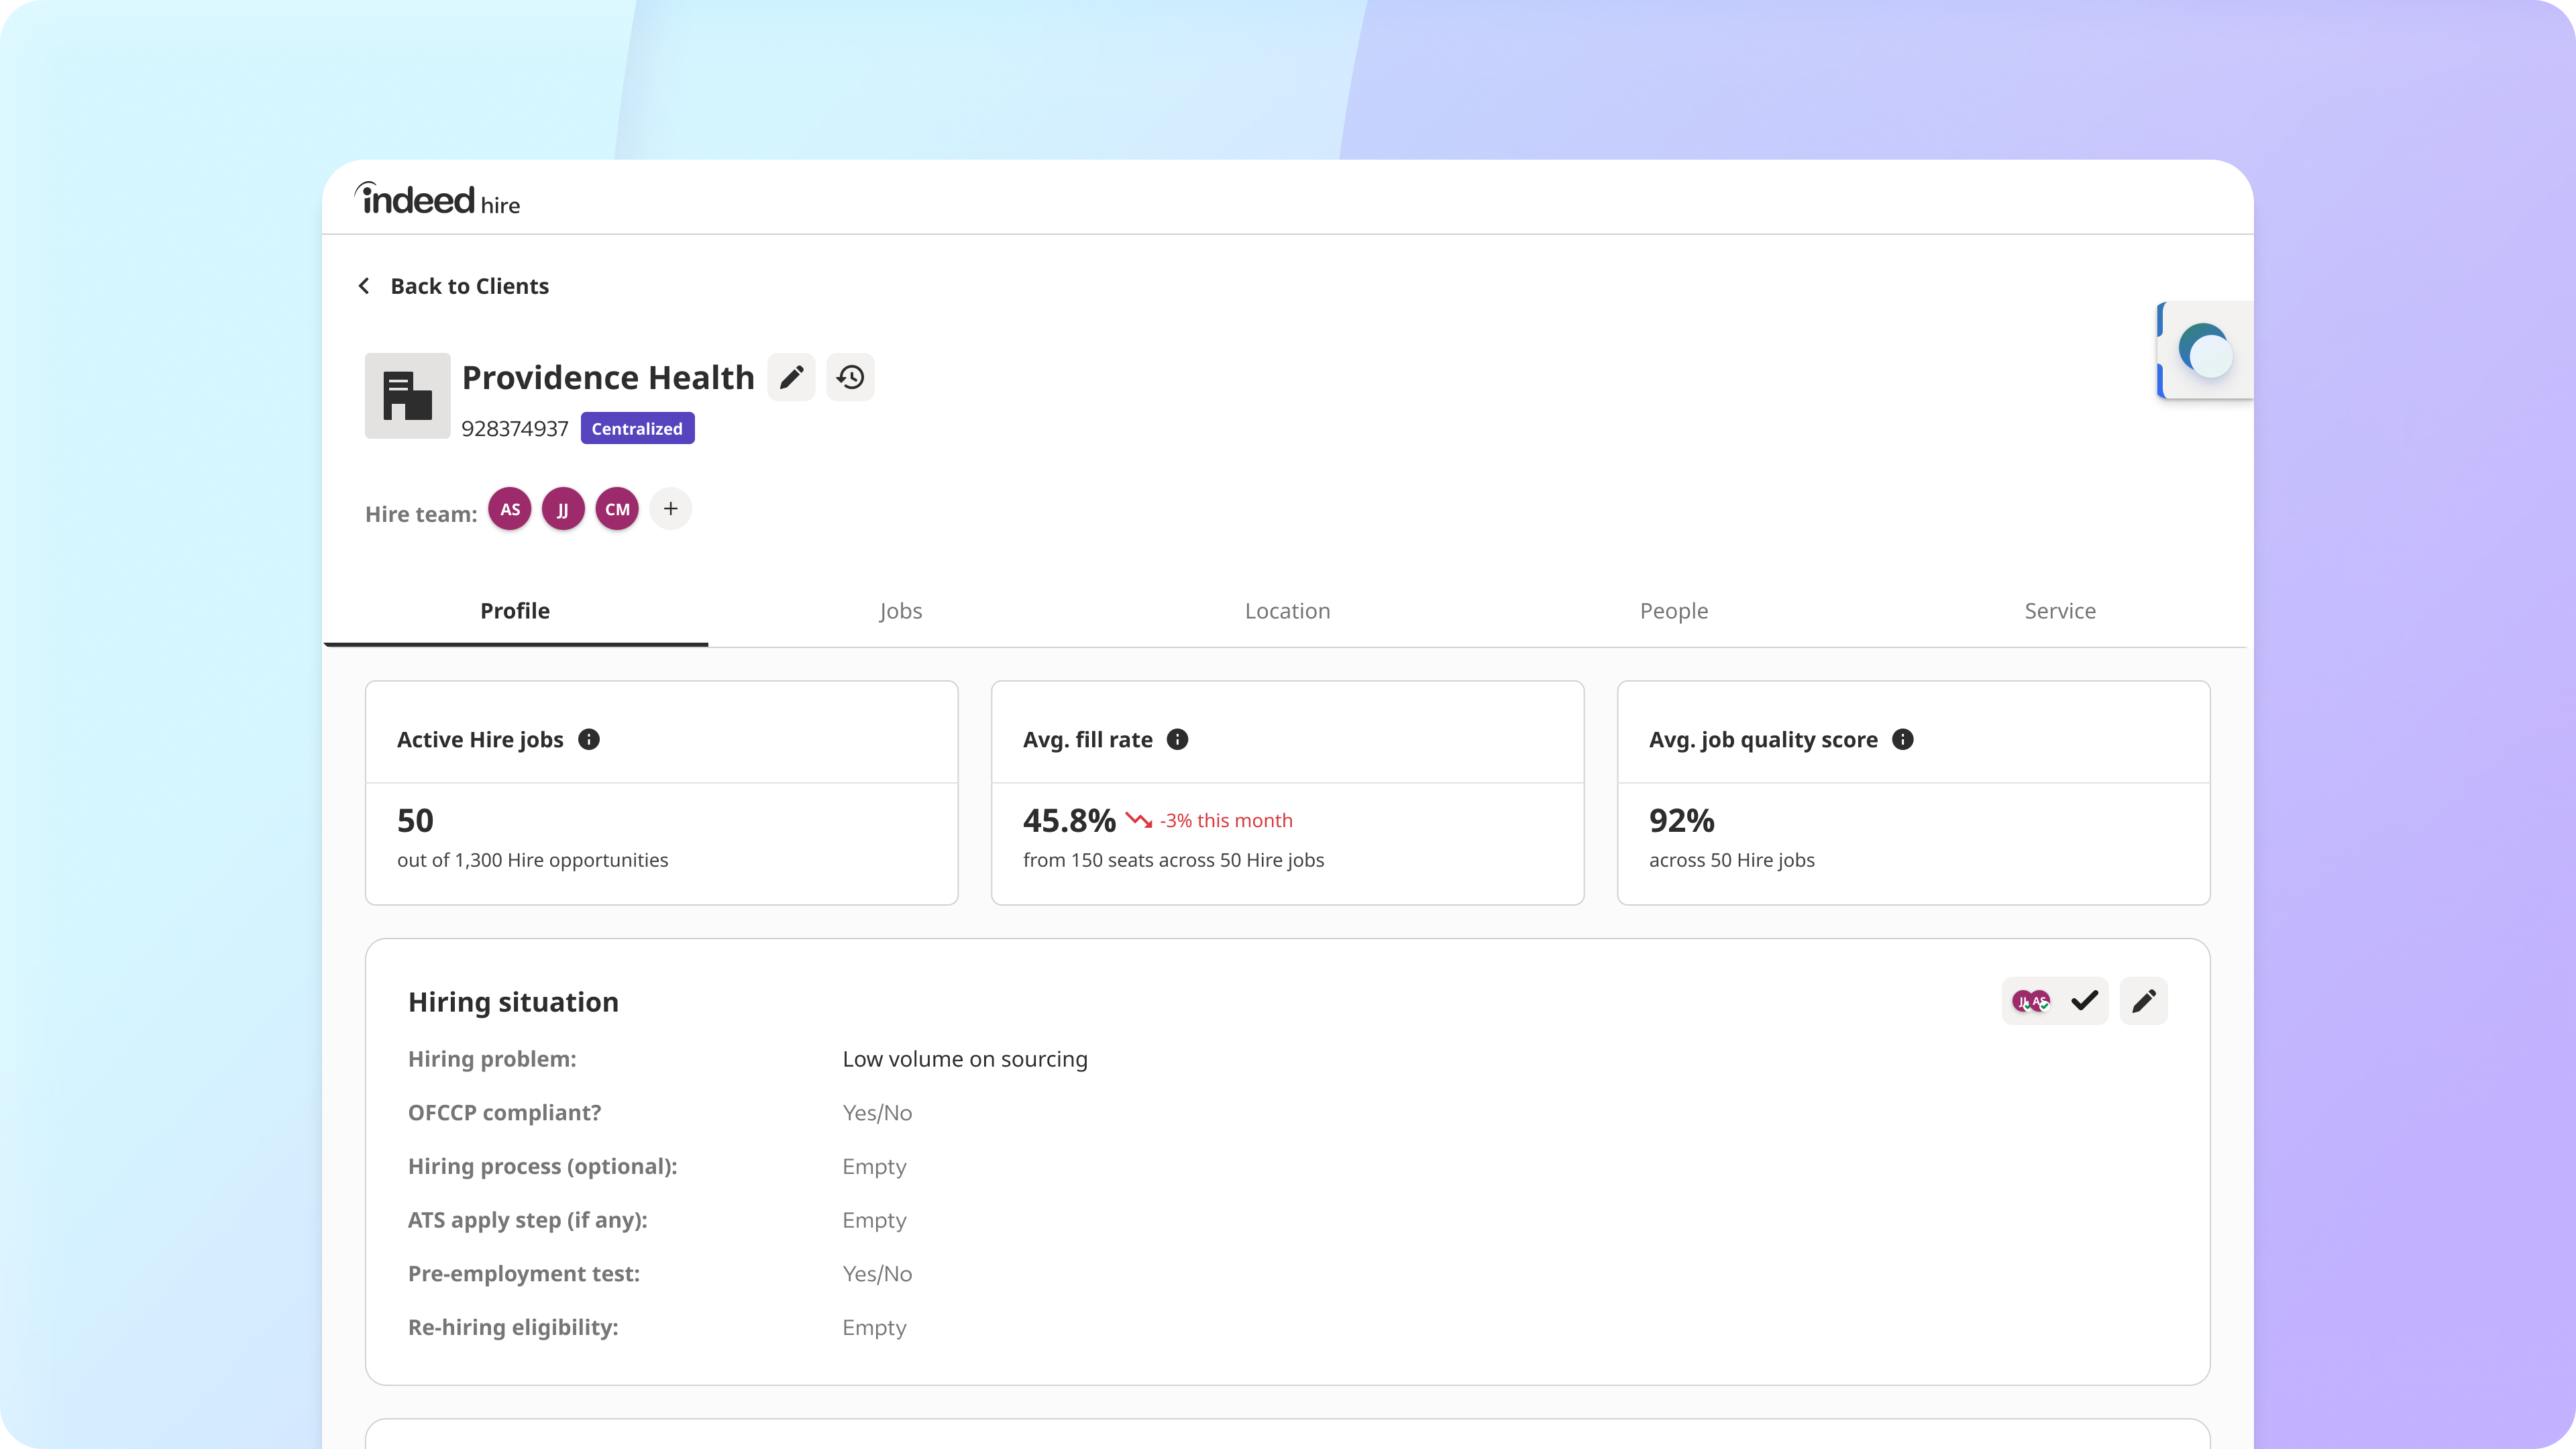 indeed hire
Back to Clients
Providence Health
928374937 Centralized
Hire team: AS JJ CM +
Profile Jobs Location People Service
Active Hire jobs
50
out of 1,300 Hire opportunities
Avg. fill rate
45.8% -3% this month
from 150 seats across 50 Hire jobs
Avg. job quality score
92%
across 50 Hire jobs
Hiring situation JJ AS
Hiring problem: Low volume on sourcing
OFCCP compliant? Yes/No
Hiring process (optional): Empty
ATS apply step (if any): Empty
Pre-employment test: Yes/No
Re-hiring eligibility: Empty